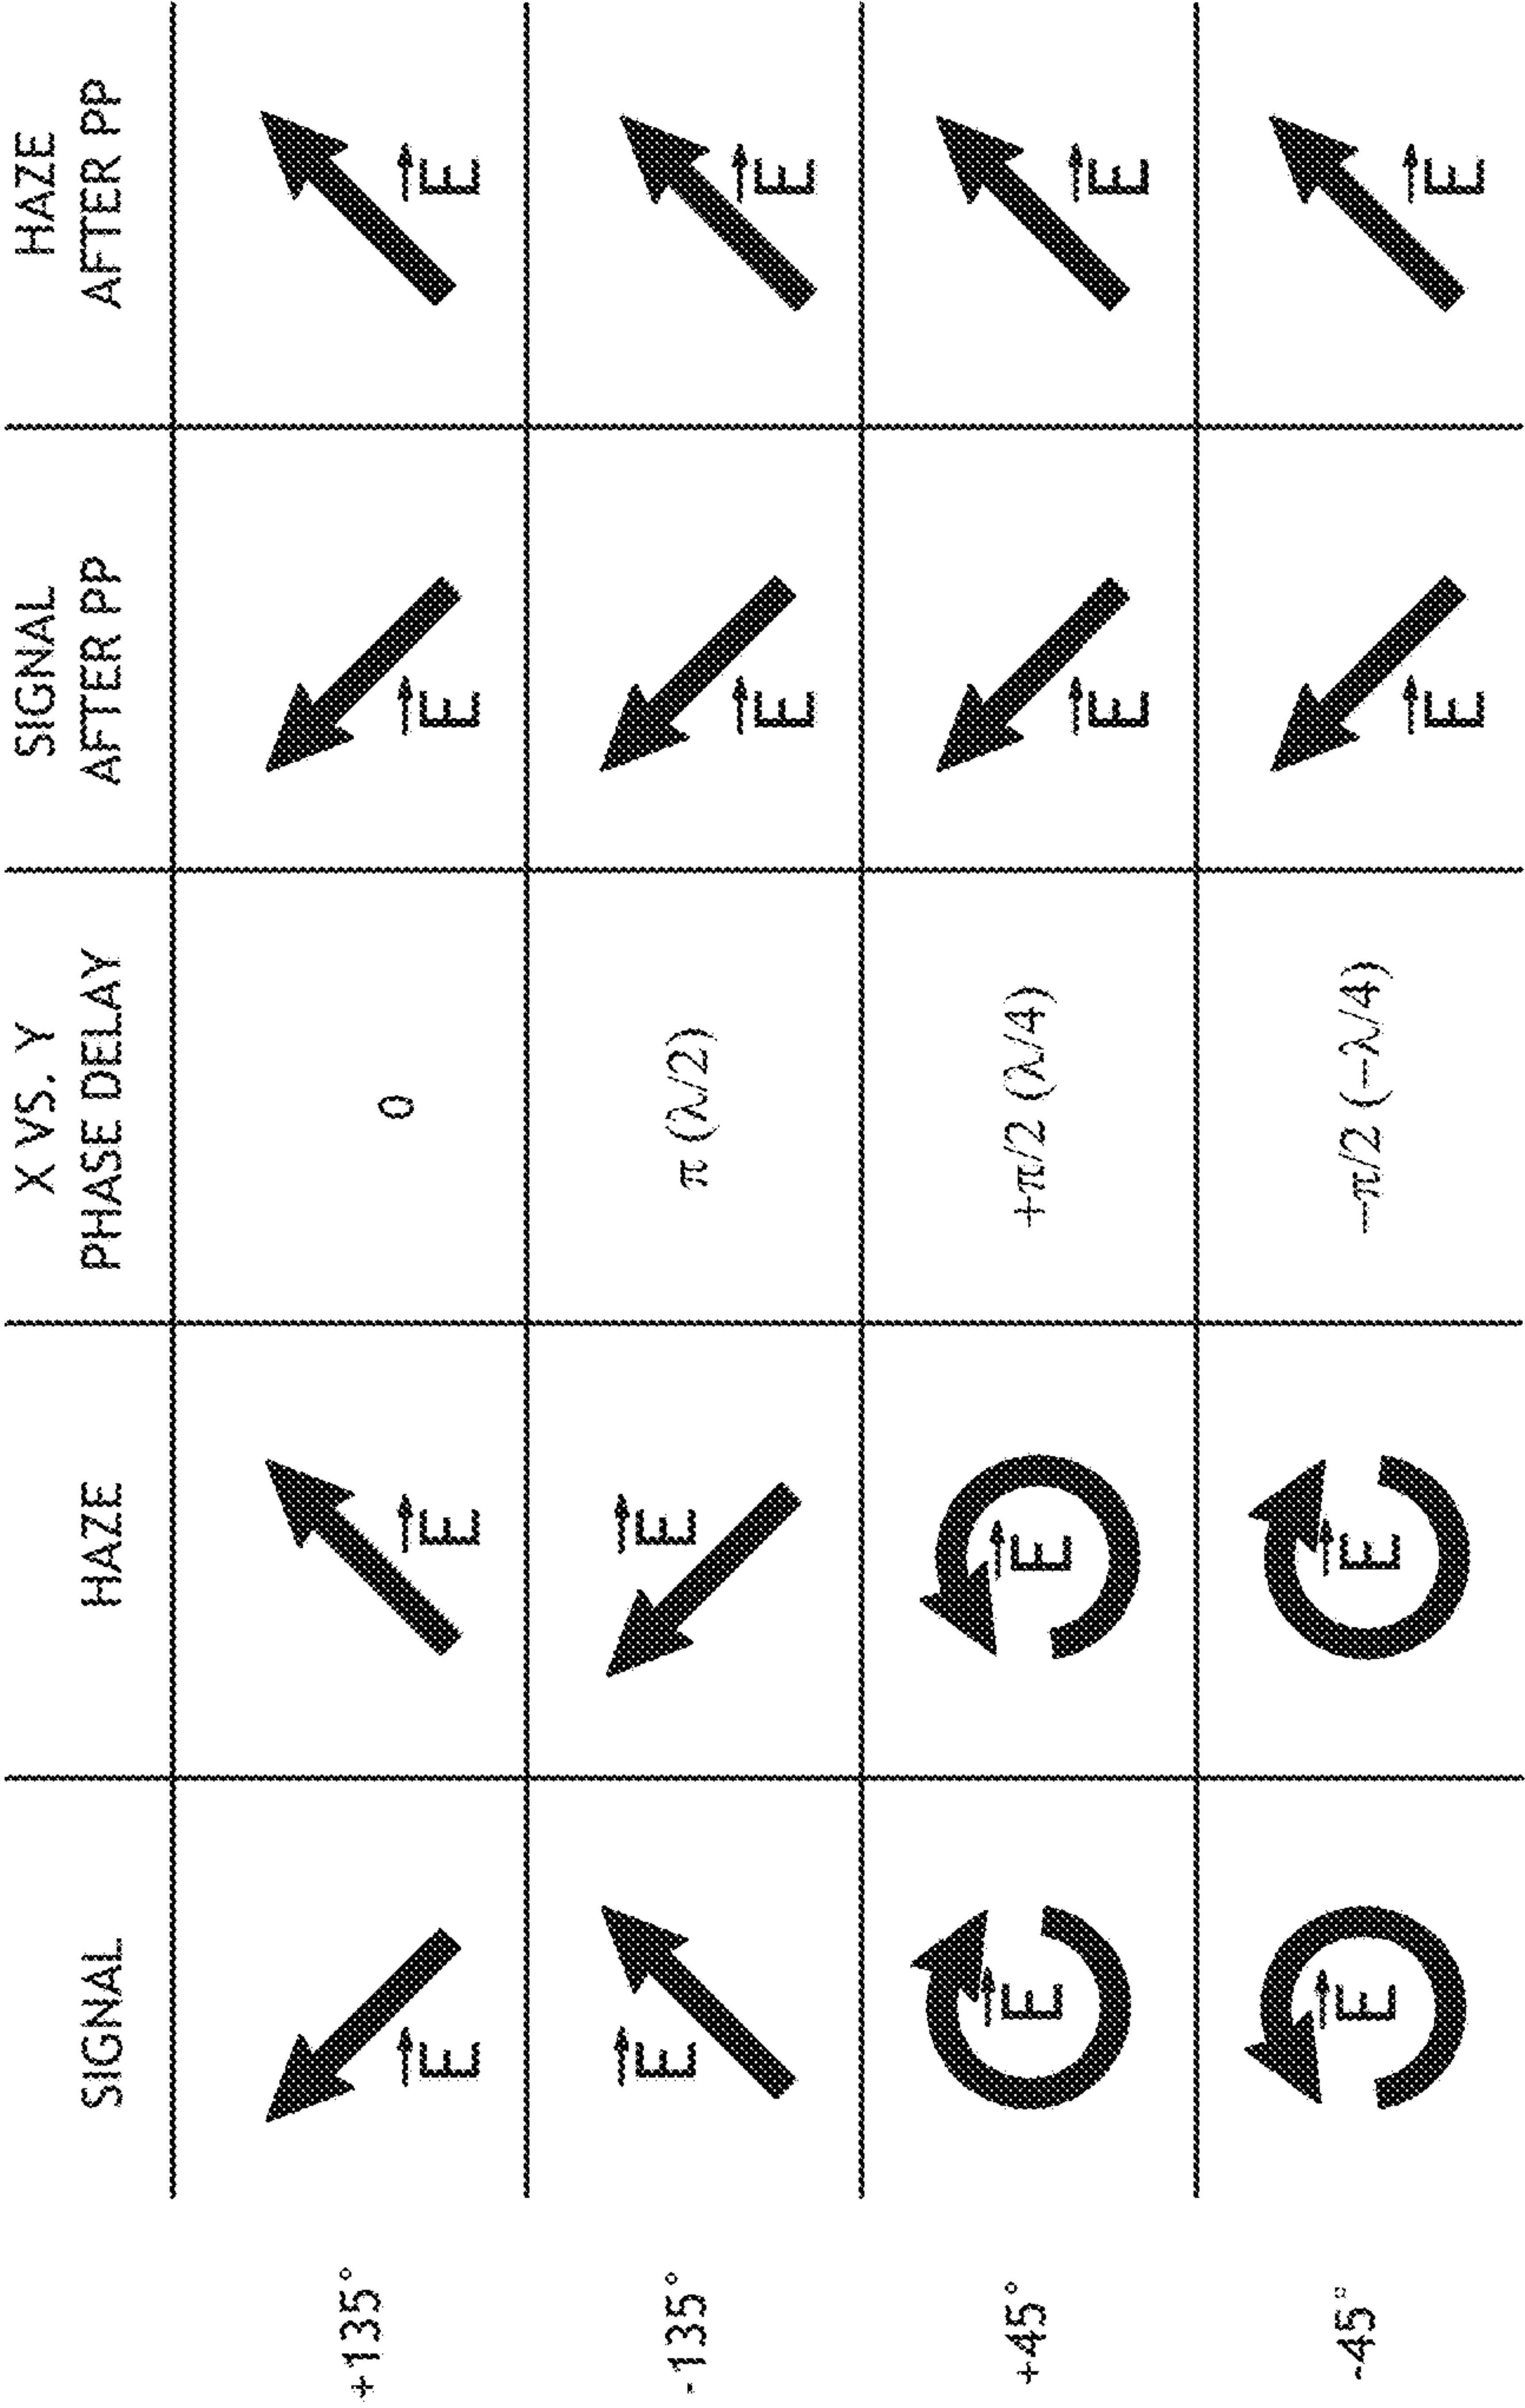 SIGNAL
HAZE
X VS. Y
PHASE DELAY
SIGNAL
AFTER PP
HAZE
AFTER PP
+135°
E⃗
E⃗
0
E⃗
E⃗
-135°
E⃗
E⃗
π (λ/2)
E⃗
E⃗
+45°
E⃗
E⃗
+π/2 (λ/4)
E⃗
E⃗
-45°
E⃗
E⃗
−π/2 (−λ/4)
E⃗
E⃗